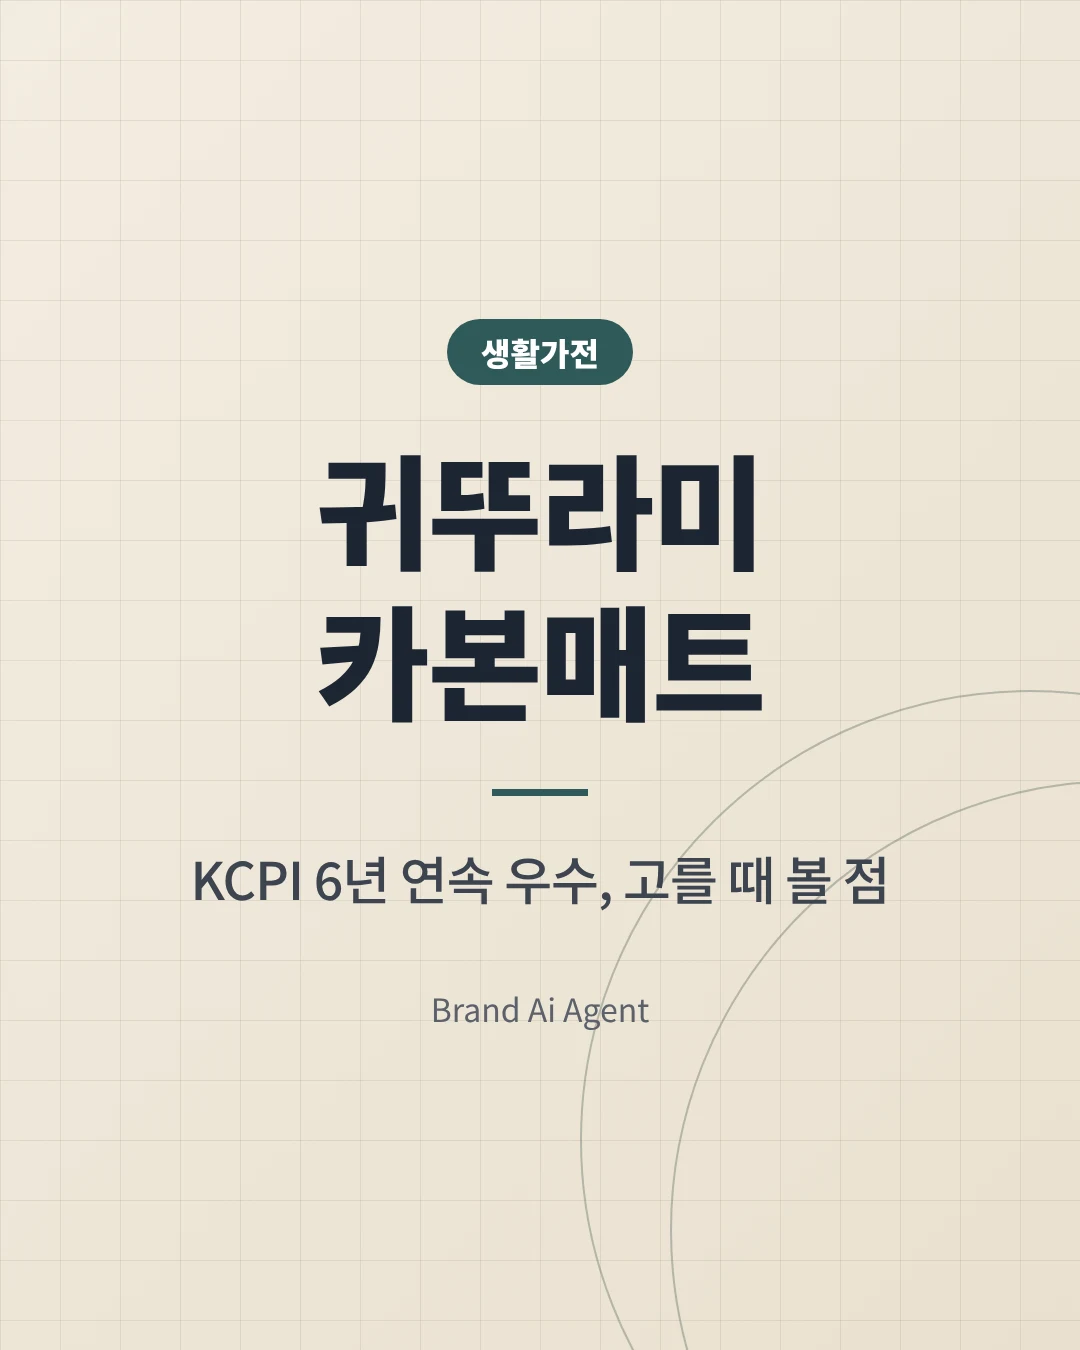 생활가전
귀뚜라미
카본매트
KCPI 6년 연속 우수, 고를 때 볼 점
Brand Ai Agent